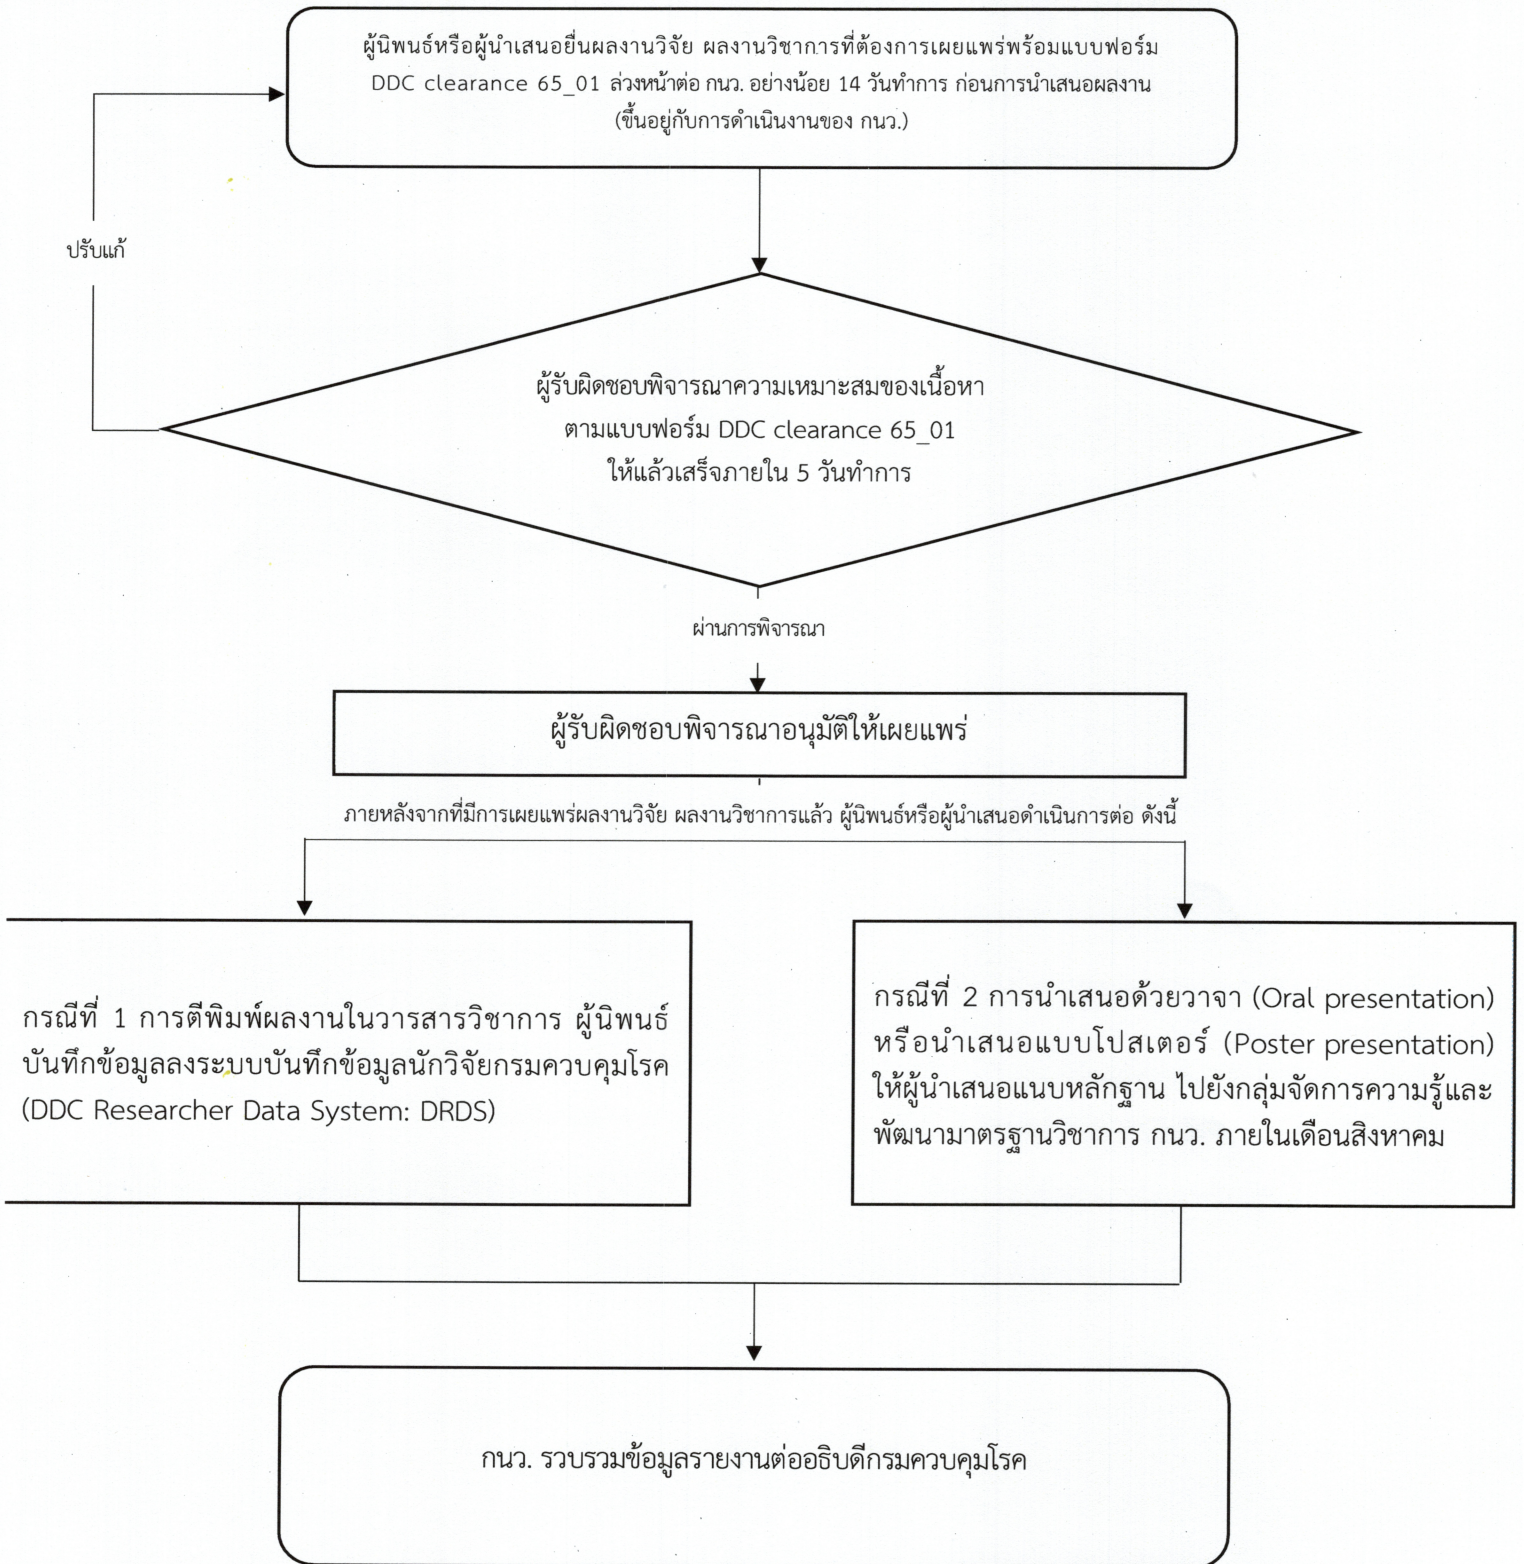 ผู้นิพนธ์หรือผู้นำเสนอยื่นผลงานวิจัย ผลงานวิชาการที่ต้องการเผยแพร่พร้อมแบบฟอร์ม
DDC clearance 65_01 ล่วงหน้าต่อ กนว. อย่างน้อย 14 วันทำการ ก่อนการนำเสนอผลงาน
(ขึ้นอยู่กับการดำเนินงานของ กนว.)
ปรับแก้
ผู้รับผิดชอบพิจารณาความเหมาะสมของเนื้อหา
ตามแบบฟอร์ม DDC clearance 65_01
ให้แล้วเสร็จภายใน 5 วันทำการ
ผ่านการพิจารณา
ผู้รับผิดชอบพิจารณาอนุมัติให้เผยแพร่
ภายหลังจากที่มีการเผยแพร่ผลงานวิจัย ผลงานวิชาการแล้ว ผู้นิพนธ์หรือผู้นำเสนอดำเนินการต่อ ดังนี้
กรณีที่ 1 การตีพิมพ์ผลงานในวารสารวิชาการ ผู้นิพนธ์
บันทึกข้อมูลลงระบบบันทึกข้อมูลนักวิจัยกรมควบคุมโรค
(DDC Researcher Data System: DRDS)
กรณีที่ 2 การนำเสนอด้วยวาจา (Oral presentation)
หรือนำเสนอแบบโปสเตอร์ (Poster presentation)
ให้ผู้นำเสนอแนบหลักฐาน ไปยังกลุ่มจัดการความรู้และ
พัฒนามาตรฐานวิชาการ กนว. ภายในเดือนสิงหาคม
กนว. รวบรวมข้อมูลรายงานต่ออธิบดีกรมควบคุมโรค